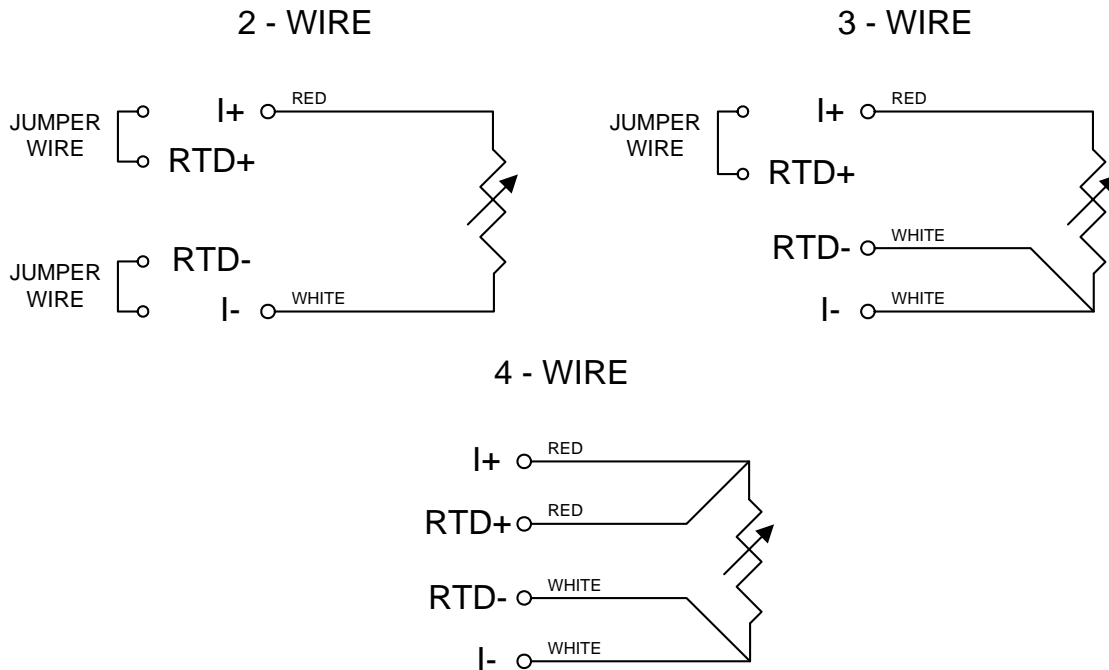 2 - WIRE
JUMPER
WIRE
I+
RED
RTD+
JUMPER
WIRE
RTD-
I-
WHITE
3 - WIRE
JUMPER
WIRE
I+
RED
RTD+
RTD-
WHITE
I-
WHITE
4 - WIRE
I+
RED
RTD+
RED
RTD-
WHITE
I-
WHITE